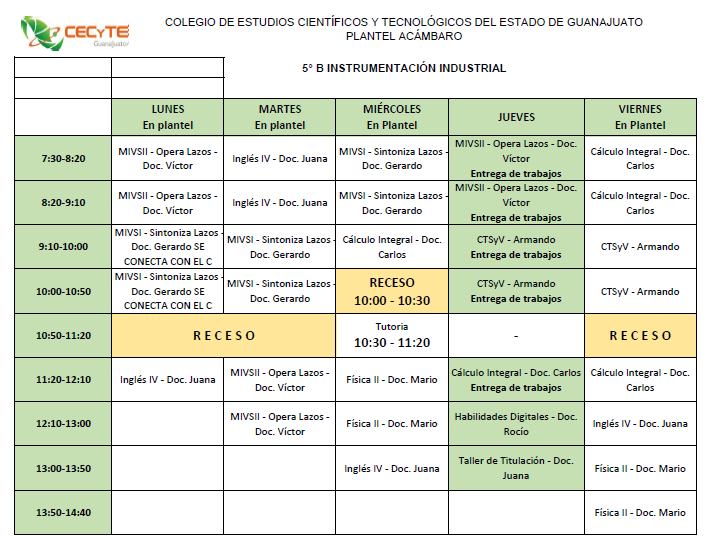 CECYTE
Guanajuato
COLEGIO DE ESTUDIOS CIENTÍFICOS Y TECNOLÓGICOS DEL ESTADO DE GUANAJUATO
PLANTEL ACÁMBARO
5° B INSTRUMENTACIÓN INDUSTRIAL
LUNES
En plantel
MARTES
En plantel
MIÉRCOLES
En Plantel
JUEVES
VIERNES
En Plantel
7:30-8:20
MIVSII - Opera Lazos -
Doc. Víctor
Inglés IV - Doc. Juana
MIVSI - Sintoniza Lazos -
Doc. Gerardo
MIVSII - Opera Lazos - Doc.
Víctor
Entrega de trabajos
Cálculo Integral - Doc.
Carlos
8:20-9:10
MIVSII - Opera Lazos -
Doc. Víctor
Inglés IV - Doc. Juana
MIVSI - Sintoniza Lazos -
Doc. Gerardo
MIVSII - Opera Lazos - Doc.
Víctor
Entrega de trabajos
Cálculo Integral - Doc.
Carlos
9:10-10:00
MIVSI - Sintoniza Lazos -
Doc. Gerardo SE
CONECTA CON EL C
MIVSI - Sintoniza Lazos -
Doc. Gerardo
Cálculo Integral - Doc.
Carlos
CTSyV - Armando
Entrega de trabajos
CTSyV - Armando
10:00-10:50
MIVSI - Sintoniza Lazos -
Doc. Gerardo SE
CONECTA CON EL C
MIVSI - Sintoniza Lazos -
Doc. Gerardo
RECESO
10:00 - 10:30
CTSyV - Armando
Entrega de trabajos
CTSyV - Armando
10:50-11:20
R E C E S O
Tutoria
10:30 - 11:20
-
R E C E S O
11:20-12:10
Inglés IV - Doc. Juana
MIVSII - Opera Lazos -
Doc. Víctor
Física II - Doc. Mario
Cálculo Integral - Doc. Carlos
Entrega de trabajos
Cálculo Integral - Doc.
Carlos
12:10-13:00
MIVSII - Opera Lazos -
Doc. Víctor
Física II - Doc. Mario
Habilidades Digitales - Doc.
Rocío
Inglés IV - Doc. Juana
13:00-13:50
Inglés IV - Doc. Juana
Taller de Titulación - Doc.
Juana
Física II - Doc. Mario
13:50-14:40
Física II - Doc. Mario